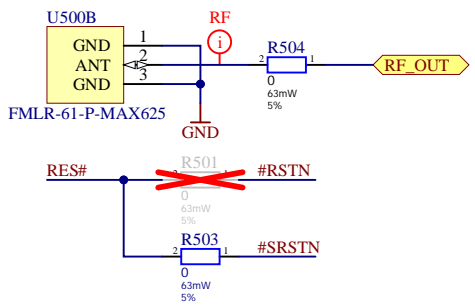 U500B
GND 1
ANT 2
GND 3
FMLR-61-P-MAX625
RF
i
R504
2 1
0
63mW
5%
RF_OUT
GND
RES#
R501
2 1
0
63mW
5%
#RSTN
R503
2 1
0
63mW
5%
#SRSTN